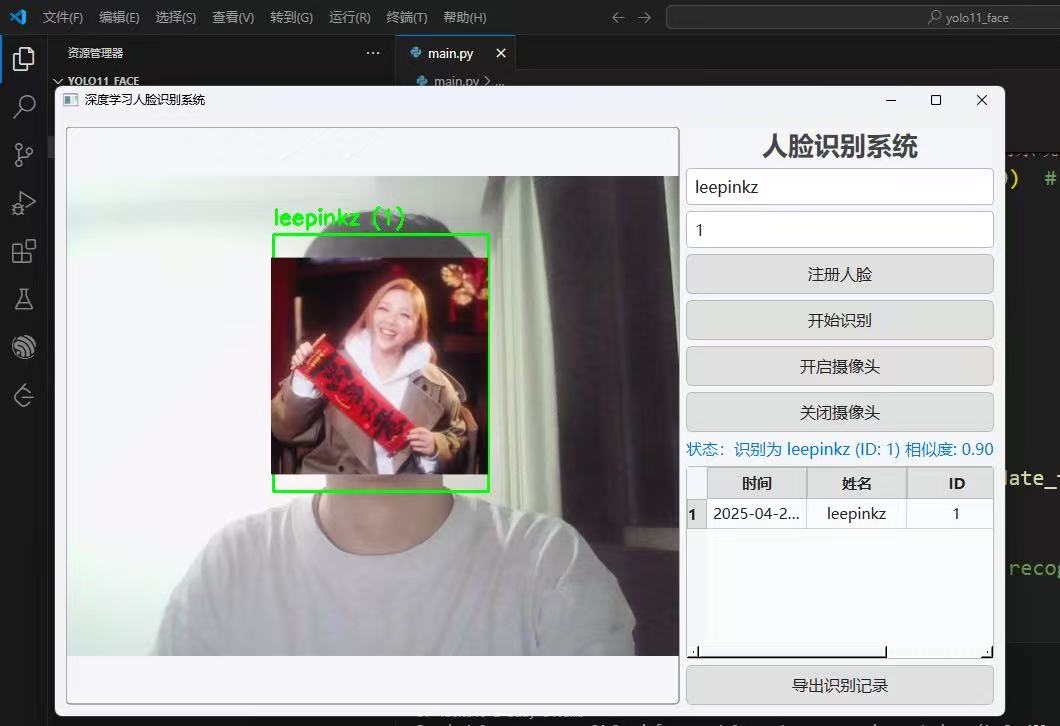 文件(F) 编辑(E) 选择(S) 查看(V) 转到(G) 运行(R) 终端(T) 帮助(H) yolo11_face
资源管理器 ... main.py
YOLO11_FACE main.py > ...
深度学习人脸识别系统
人脸识别系统
leepinkz
1
注册人脸
开始识别
开启摄像头
关闭摄像头
状态：识别为 leepinkz (ID: 1) 相似度: 0.90
时间 姓名 ID
1 2025-04-2... leepinkz 1
导出识别记录
leepinkz (1)
) #
late_
recog